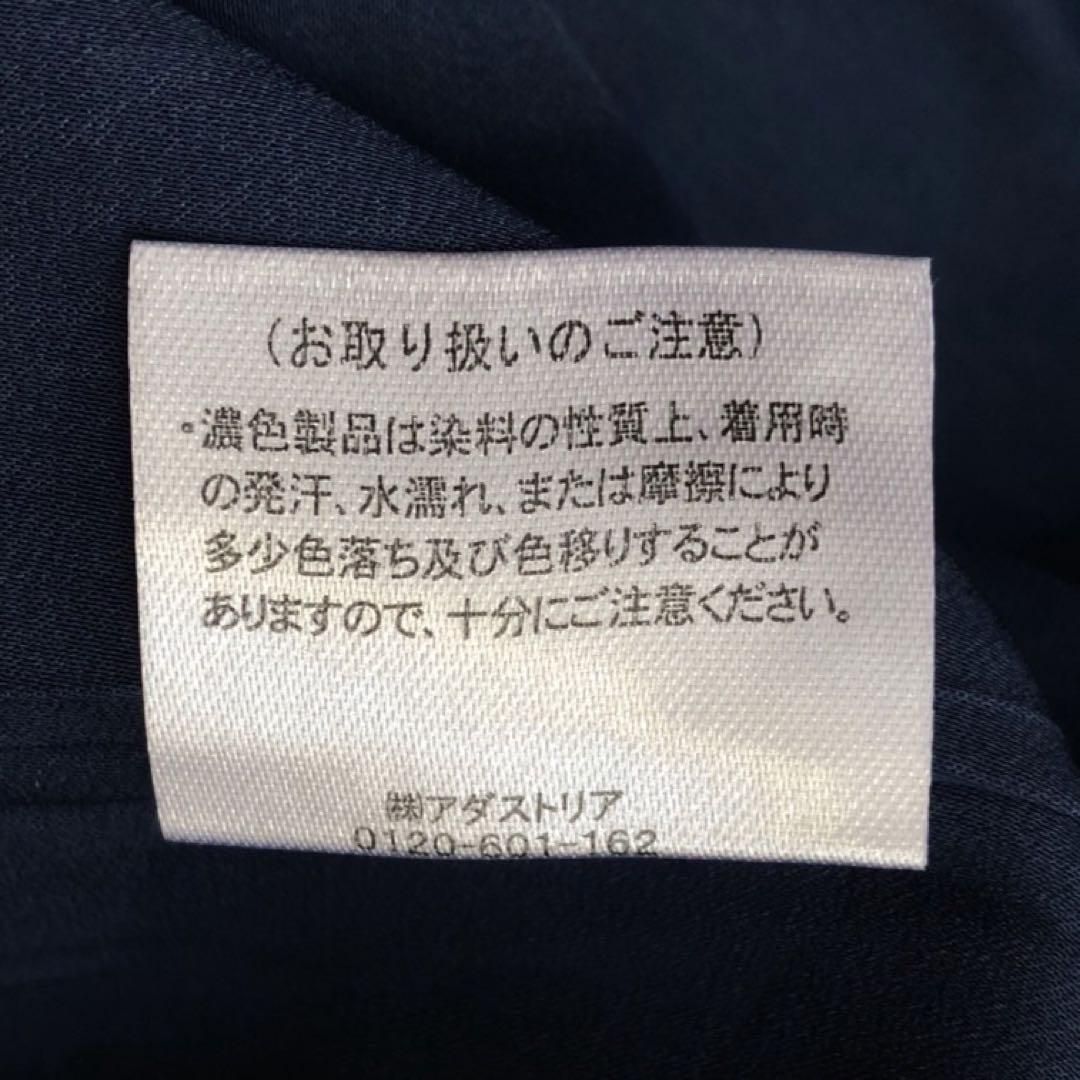 (お取り扱いのご注意)
・濃色製品は染料の性質上、着用時
の発汗、水濡れ、または摩擦により
多少色落ち及び色移りすることが
ありますので、十分にご注意ください。
㈱アダストリア
0120-601-162